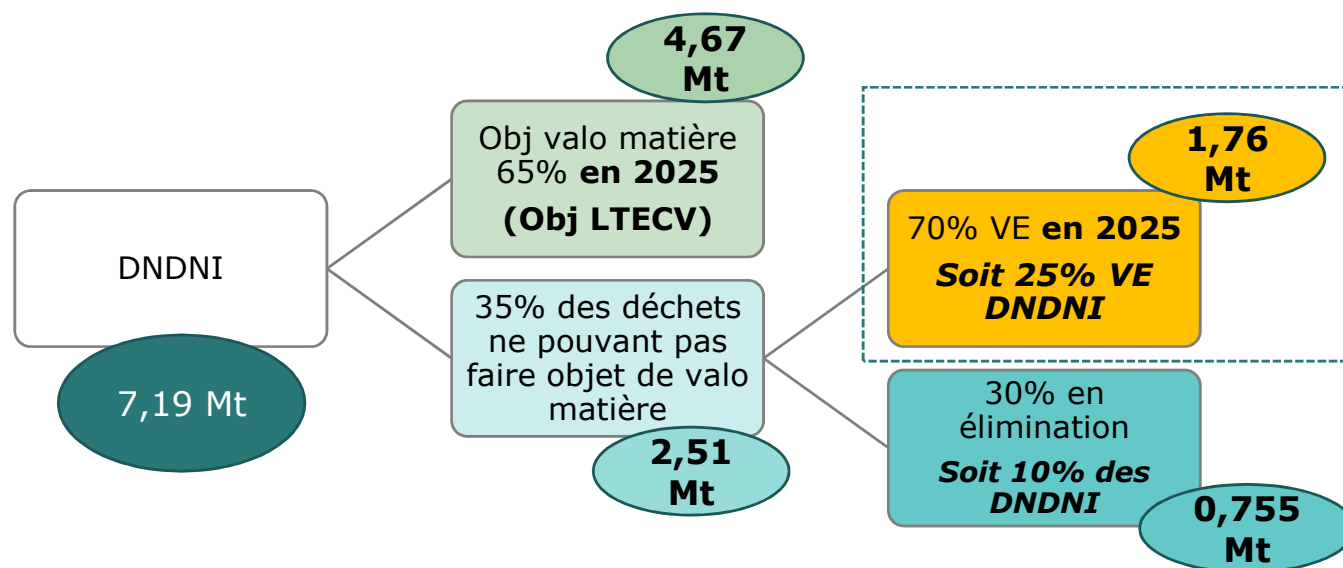 DNDNI
7,19 Mt
4,67
Mt
Obj valo matière
65% en 2025
(Obj LTECV)
35% des déchets
ne pouvant pas
faire objet de valo
matière
2,51
Mt
1,76
Mt
70% VE en 2025
Soit 25% VE
DNDNI
30% en
élimination
Soit 10% des
DNDNI
0,755
Mt